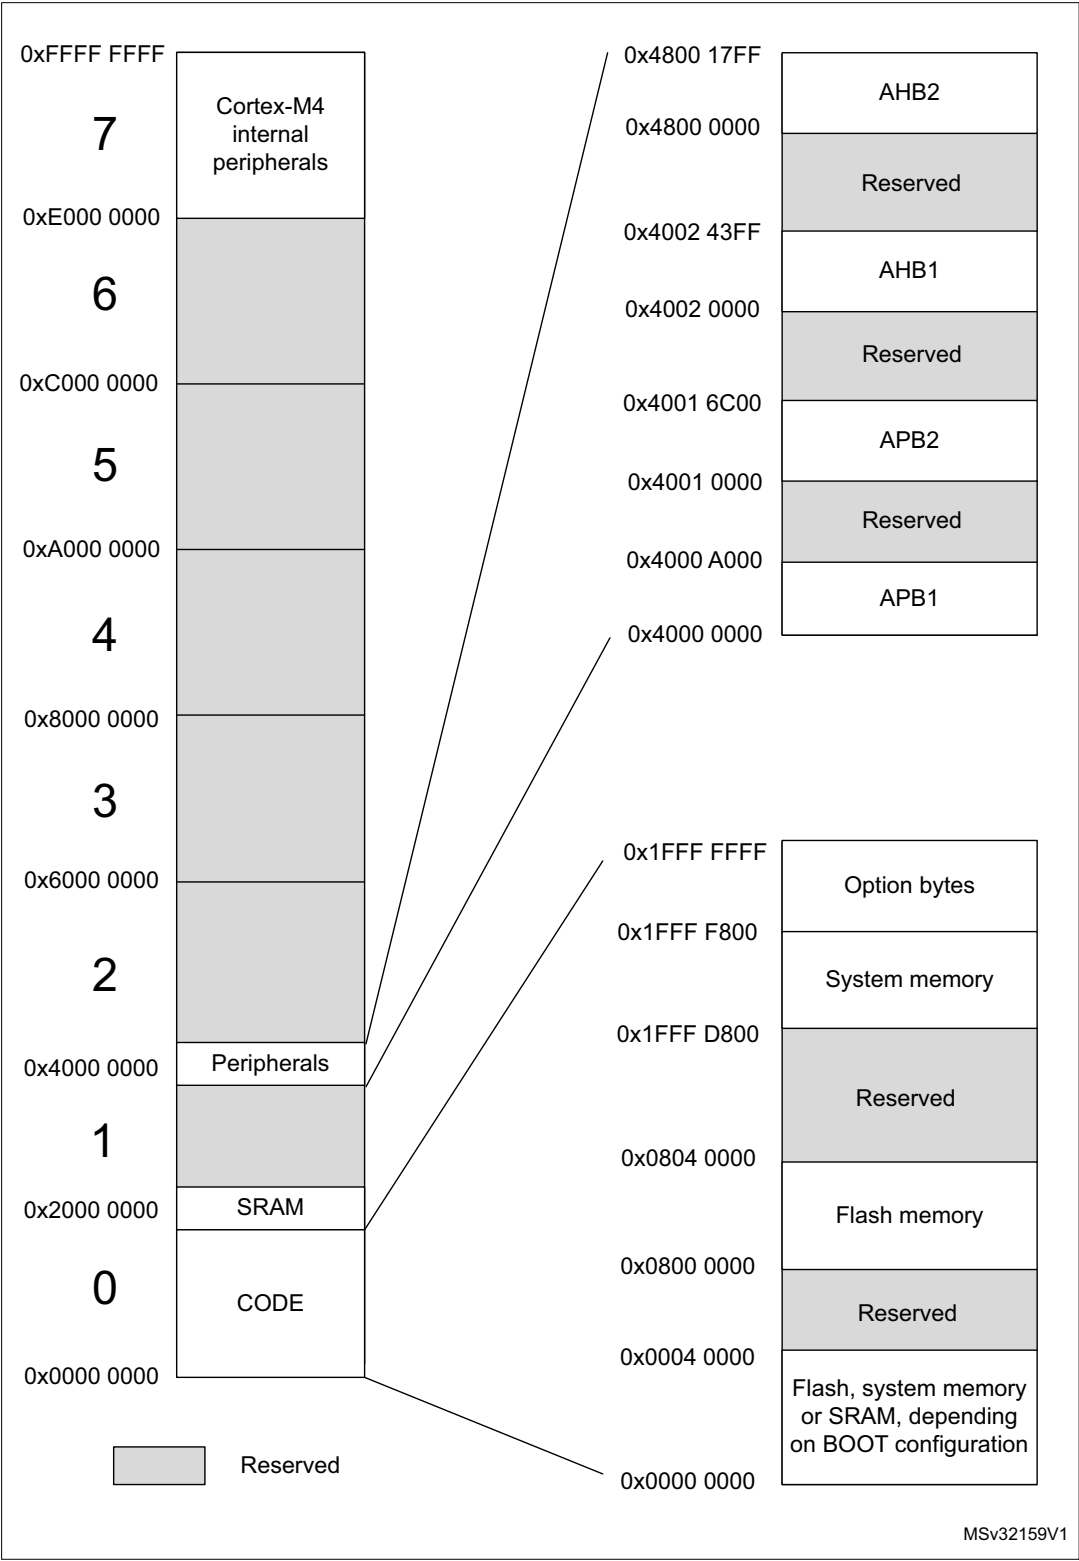 0xFFFF FFFF
7
Cortex-M4
internal
peripherals
0xE000 0000
6
0xC000 0000
5
0xA000 0000
4
0x8000 0000
3
0x6000 0000
2
0x4000 0000
Peripherals
1
0x2000 0000
SRAM
0
CODE
0x0000 0000
Reserved
0x4800 17FF
AHB2
0x4800 0000
Reserved
0x4002 43FF
AHB1
0x4002 0000
Reserved
0x4001 6C00
APB2
0x4001 0000
Reserved
0x4000 A000
APB1
0x4000 0000
0x1FFF FFFF
Option bytes
0x1FFF F800
System memory
0x1FFF D800
Reserved
0x0804 0000
Flash memory
0x0800 0000
Reserved
0x0004 0000
Flash, system memory
or SRAM, depending
on BOOT configuration
0x0000 0000
MSv32159V1